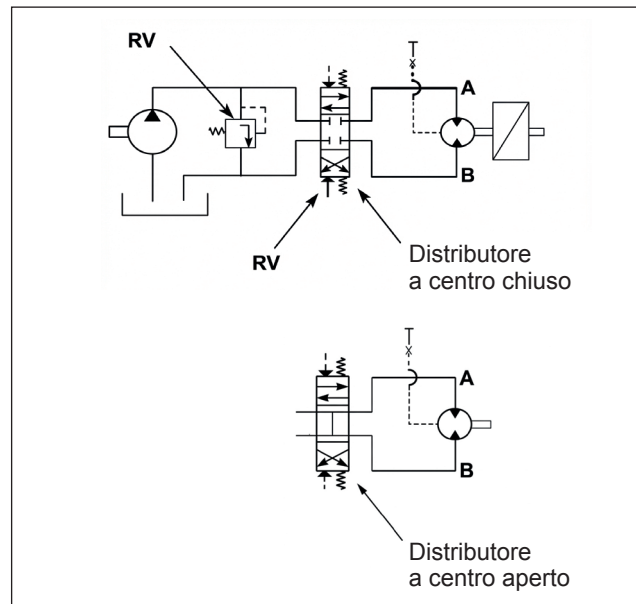 RV
T
A
B
RV
Distributore
a centro chiuso
T
A
B
Distributore
a centro aperto